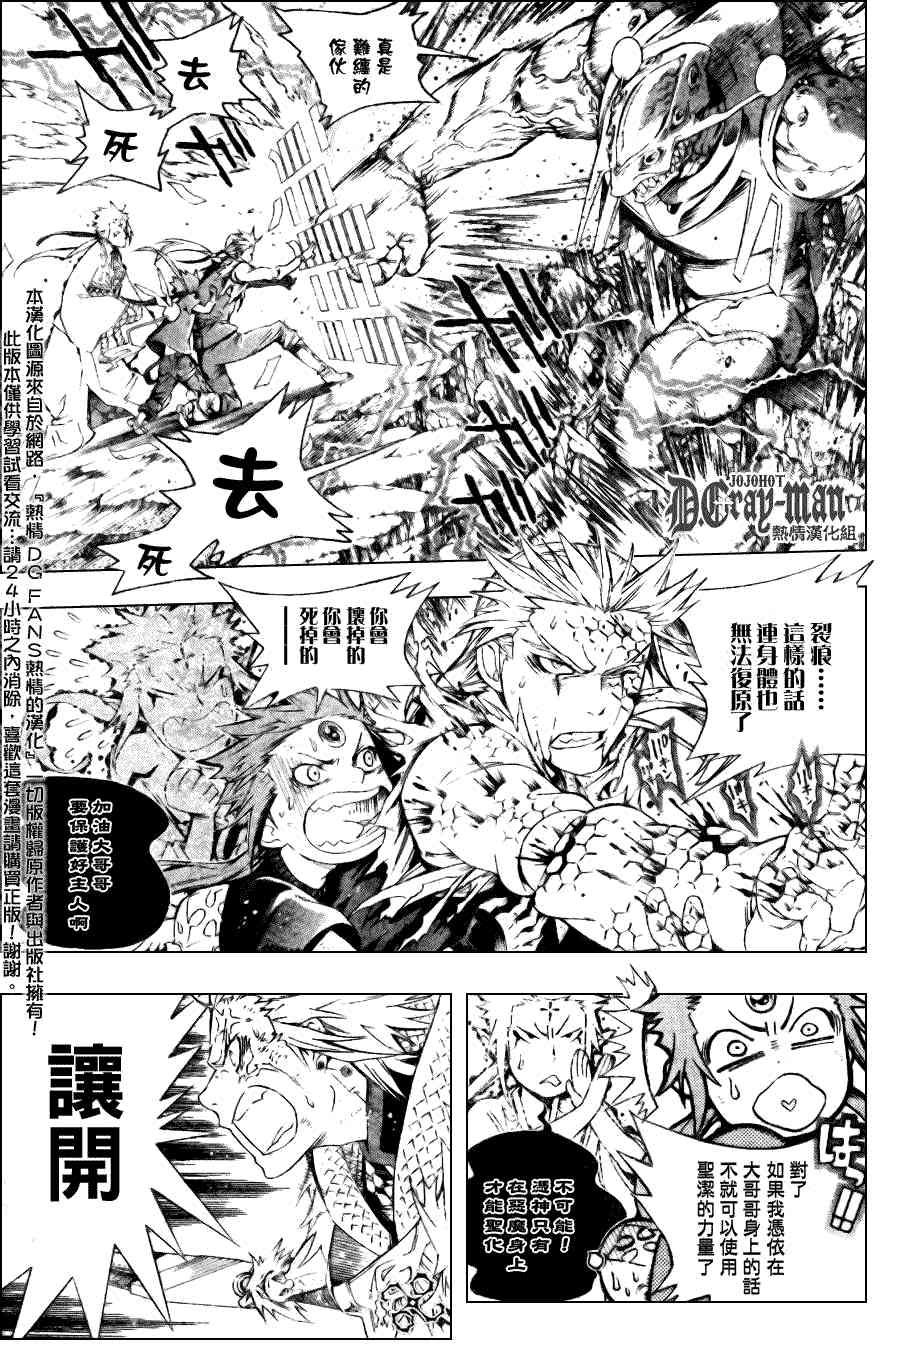 真是
難纏的
傢伙
去
死
去
死
JOJOHOT
D.Gray-man
熱情漢化組
裂痕……
這樣的話
連身體也
無法復原了
你會
壞掉的
你會
死掉的
——
加油大哥哥
要保護好主
人啊
對了
如果我憑依在
大哥哥身上的話
不就可以使用
聖潔的力量了
はっ!!
不可能！
憑神只有
在惡魔身上
才能聖化
讓開
本漢化圖源來自於網路．『熱情DG FANS熱情的漢化』一切版權歸原作者與出版社擁有！
此版本僅供學習試看交流…請24小時之內消除．喜歡這套漫畫請購買正版！謝謝。